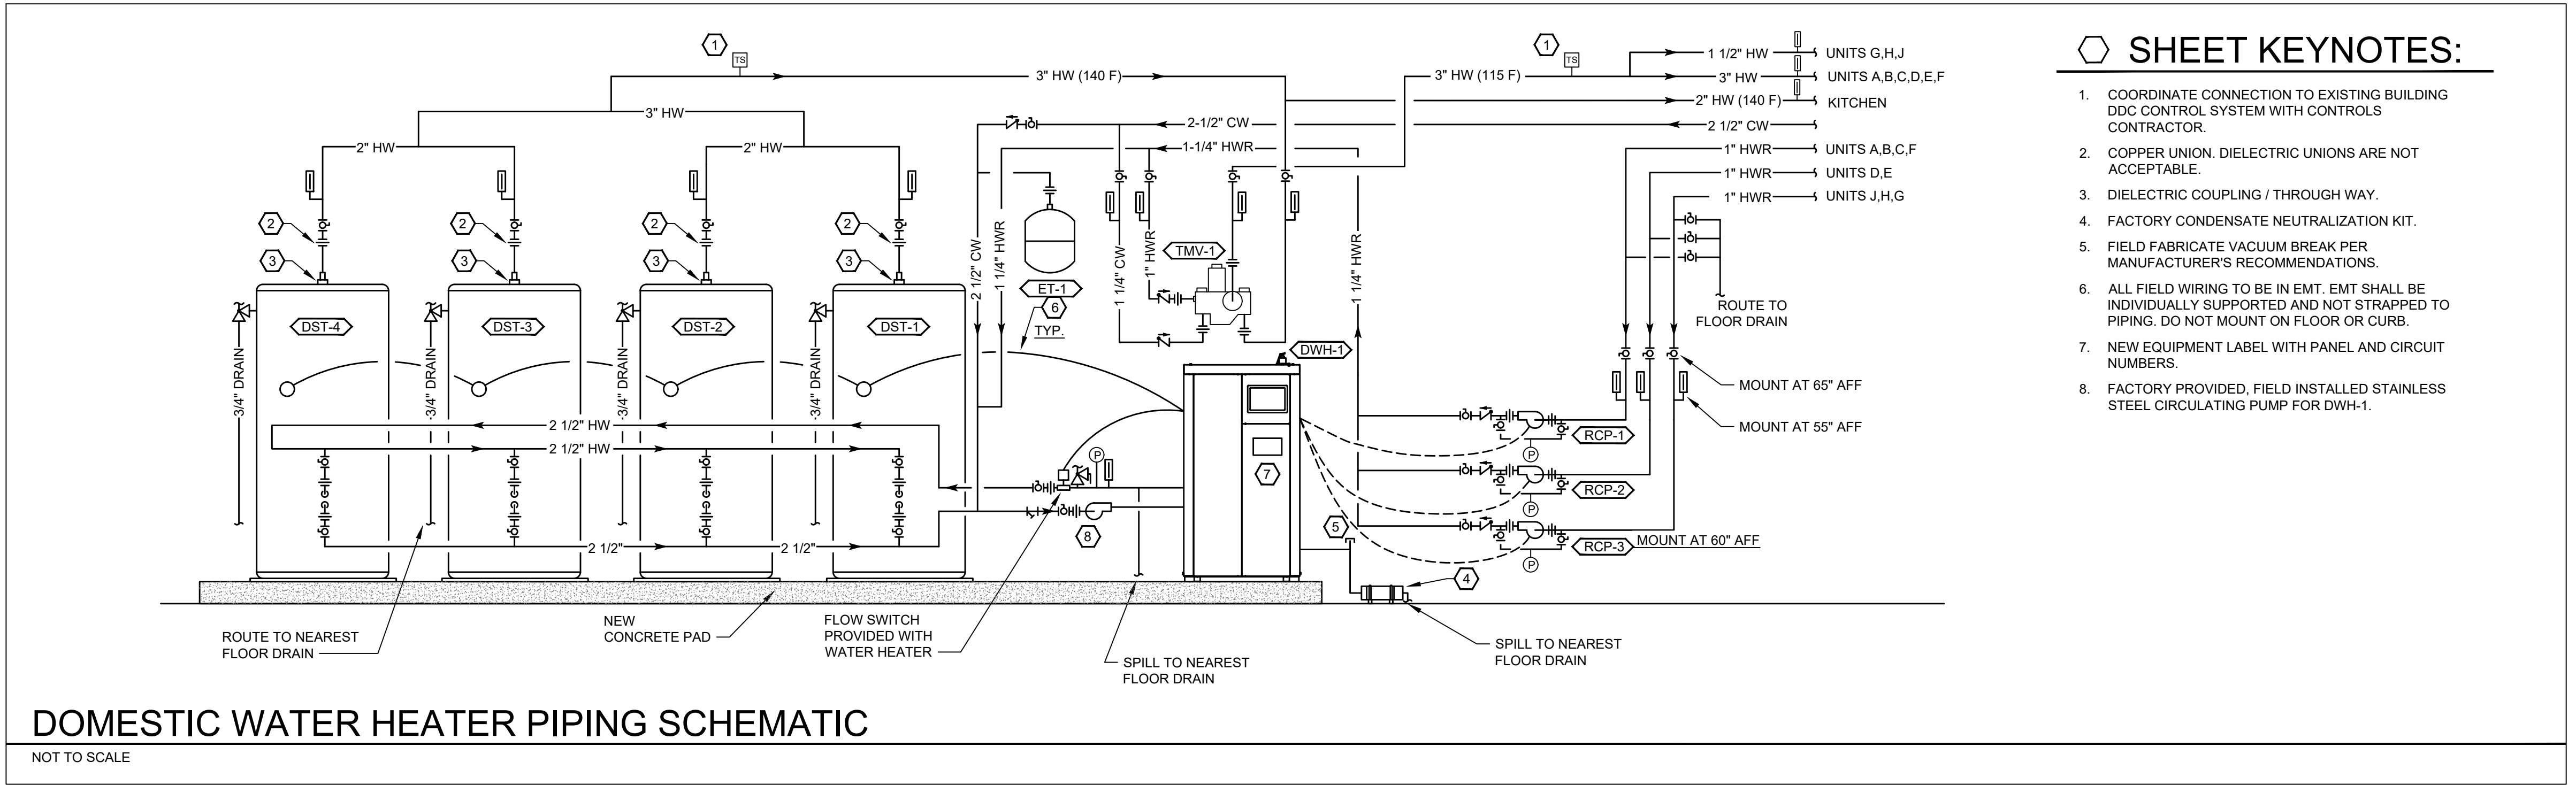 1
TS
3" HW (140 F)
3" HW (115 F)
1
TS
1 1/2" HW
UNITS G,H,J
3" HW
UNITS A,B,C,D,E,F
2" HW (140 F)
KITCHEN
3" HW
2-1/2" CW
2 1/2" CW
2" HW
2" HW
1-1/4" HWR
1" HWR
UNITS A,B,C,F
1" HWR
UNITS D,E
1" HWR
UNITS J,H,G
2
2
2
2
3
3
3
3
2 1/2" CW
1 1/4" HWR
1 1/4" CW
1" HWR
1 1/4" HWR
TMV-1
ET-1
6
TYP.
ROUTE TO
FLOOR DRAIN
DST-4
DST-3
DST-2
DST-1
DWH-1
3/4" DRAIN
3/4" DRAIN
3/4" DRAIN
3/4" DRAIN
MOUNT AT 65" AFF
MOUNT AT 55" AFF
2 1/2" HW
2 1/2" HW
P
7
RCP-1
P
RCP-2
P
5
8
RCP-3
MOUNT AT 60" AFF
P
2 1/2"
2 1/2"
4
ROUTE TO NEAREST
FLOOR DRAIN
NEW
CONCRETE PAD
FLOW SWITCH
PROVIDED WITH
WATER HEATER
SPILL TO NEAREST
FLOOR DRAIN
SPILL TO NEAREST
FLOOR DRAIN
DOMESTIC WATER HEATER PIPING SCHEMATIC
NOT TO SCALE
SHEET KEYNOTES:
1. COORDINATE CONNECTION TO EXISTING BUILDING
DDC CONTROL SYSTEM WITH CONTROLS
CONTRACTOR.
2. COPPER UNION. DIELECTRIC UNIONS ARE NOT
ACCEPTABLE.
3. DIELECTRIC COUPLING / THROUGH WAY.
4. FACTORY CONDENSATE NEUTRALIZATION KIT.
5. FIELD FABRICATE VACUUM BREAK PER
MANUFACTURER'S RECOMMENDATIONS.
6. ALL FIELD WIRING TO BE IN EMT. EMT SHALL BE
INDIVIDUALLY SUPPORTED AND NOT STRAPPED TO
PIPING. DO NOT MOUNT ON FLOOR OR CURB.
7. NEW EQUIPMENT LABEL WITH PANEL AND CIRCUIT
NUMBERS.
8. FACTORY PROVIDED, FIELD INSTALLED STAINLESS
STEEL CIRCULATING PUMP FOR DWH-1.